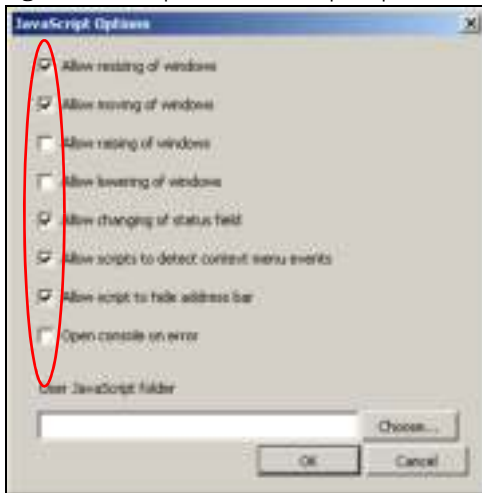 JavaScript Options
Allow resizing of windows
Allow moving of windows
Allow raising of windows
Allow lowering of windows
Allow changing of status field
Allow scripts to detect context menu events
Allow script to hide address bar
Open console on error
User JavaScript folder
Choose...
OK
Cancel